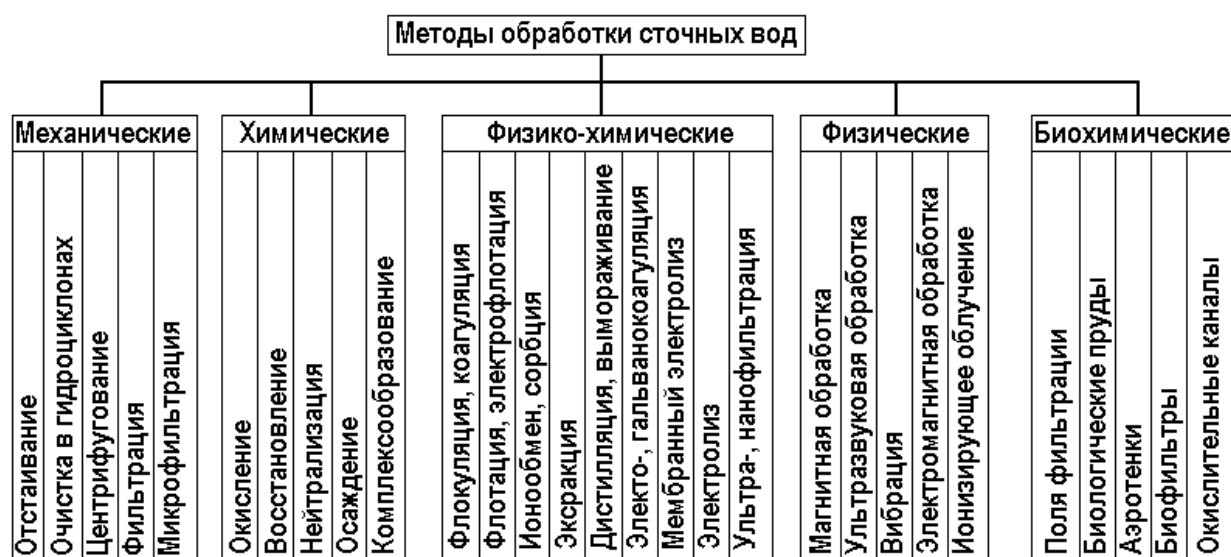 Методы обработки сточных вод
Механические
Отстаивание
Очистка в гидроциклонах
Центрифугование
Фильтрация
Микрофильтрация
Химические
Окисление
Восстановление
Нейтрализация
Осаждение
Комплексообразование
Физико-химические
Флокуляция, коагуляция
Флотация, электрофлотация
Ионообмен, сорбция
Эксракция
Дистилляция, вымораживание
Электо-, гальванокоагуляция
Мембранный электролиз
Электролиз
Ультра-, нанофильтрация
Физические
Магнитная обработка
Ультразвуковая обработка
Вибрация
Электромагнитная обработка
Ионизирующее облучение
Биохимические
Поля фильтрации
Биологические пруды
Аэротенки
Биофильтры
Окислительные каналы